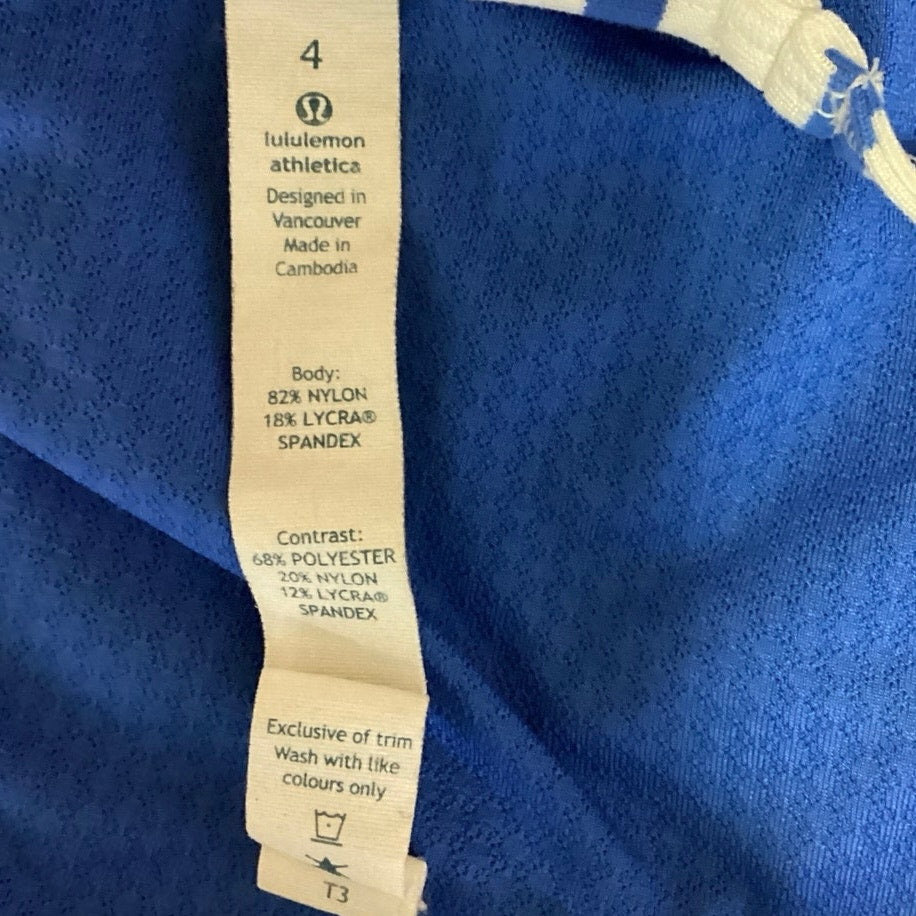 4
lululemon
athletica
Designed in
Vancouver
Made in
Cambodia
Body:
82% NYLON
18% LYCRA®
SPANDEX
Contrast:
68% POLYESTER
20% NYLON
12% LYCRA®
SPANDEX
Exclusive of trim
Wash with like
colours only
T3